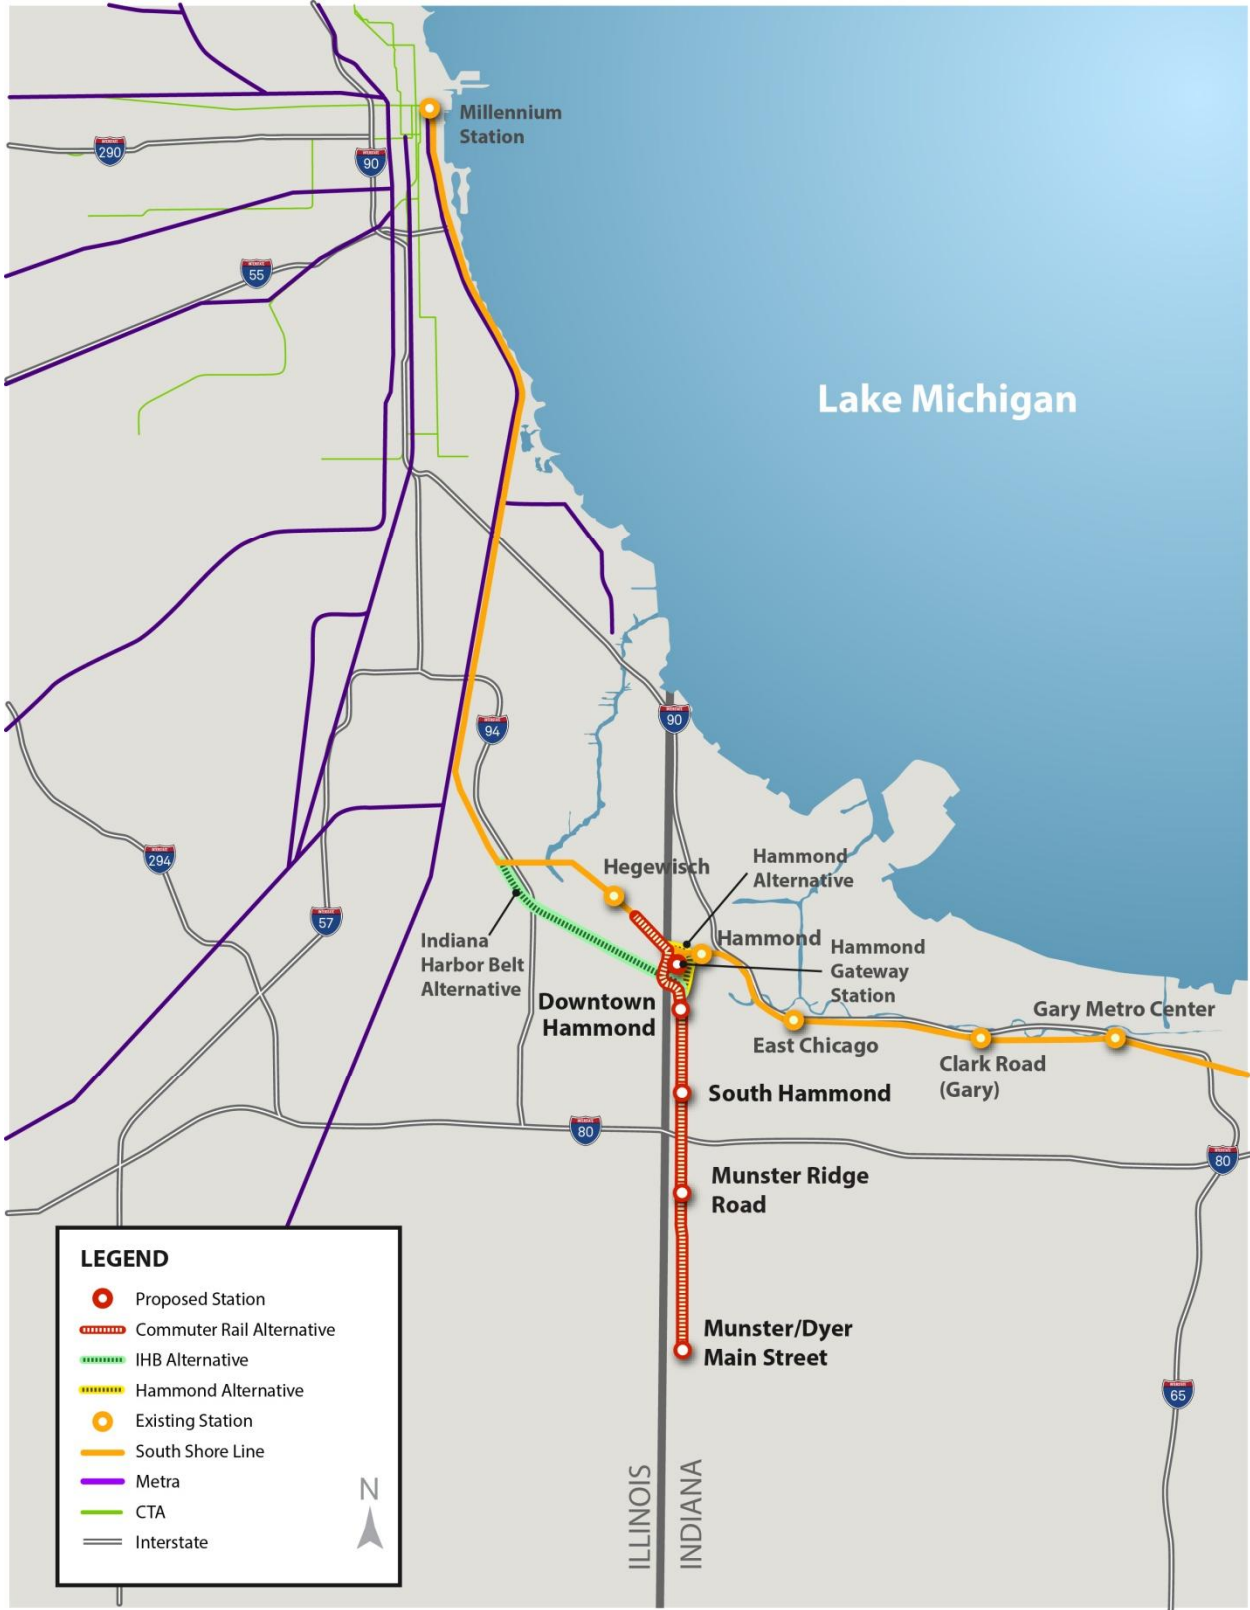 Millennium
Station
290
90
55
Lake Michigan
94
90
294
57
Hegewisch
Hammond
Alternative
Hammond
Indiana
Harbor Belt
Alternative
Hammond
Gateway
Station
Downtown
Hammond
East Chicago
Gary Metro Center
Clark Road
(Gary)
South Hammond
80
80
Munster Ridge
Road
Munster/Dyer
Main Street
65
LEGEND
Proposed Station
Commuter Rail Alternative
IHB Alternative
Hammond Alternative
Existing Station
South Shore Line
Metra
CTA
Interstate
N
ILLINOIS
INDIANA